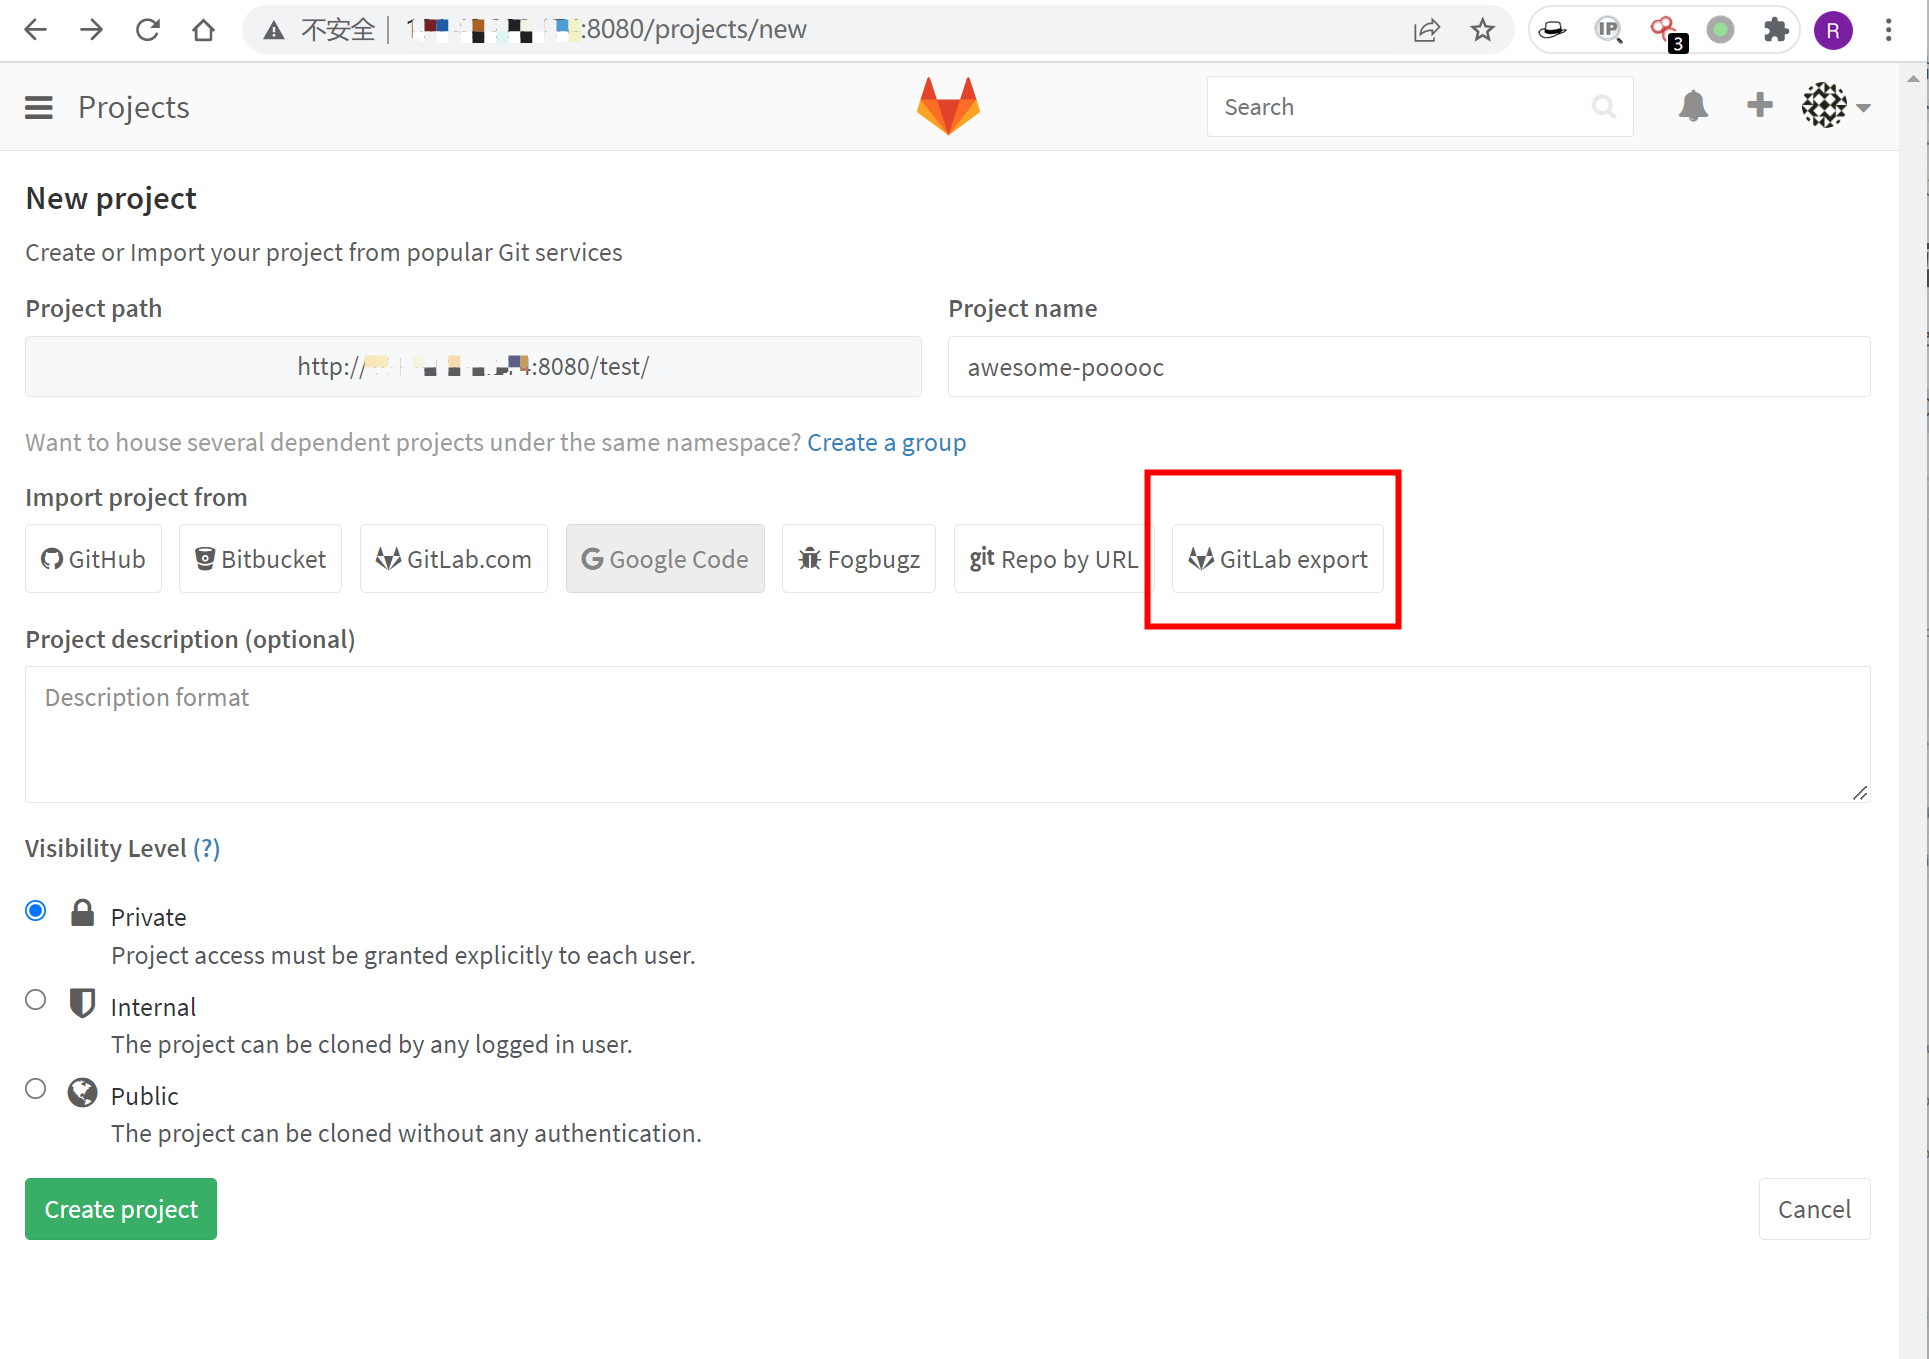 不安全 :8080/projects/new
IP
3
R
Projects
Search
New project
Create or Import your project from popular Git services
Project path
Project name
http:// :8080/test/
awesome-pooooc
Want to house several dependent projects under the same namespace? Create a group
Import project from
GitHub
Bitbucket
GitLab.com
G Google Code
Fogbugz
git Repo by URL
GitLab export
Project description (optional)
Description format
Visibility Level (?)
Private
Project access must be granted explicitly to each user.
Internal
The project can be cloned by any logged in user.
Public
The project can be cloned without any authentication.
Create project
Cancel